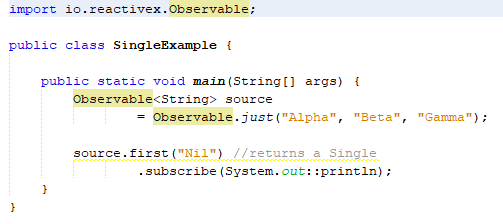 import io.reactivex.Observable;
public class SingleExample {
public static void main(String[] args) {
Observable<String> source
= Observable.just("Alpha", "Beta", "Gamma");
source.first("Nil") //returns a Single
.subscribe(System.out::println);
}
}